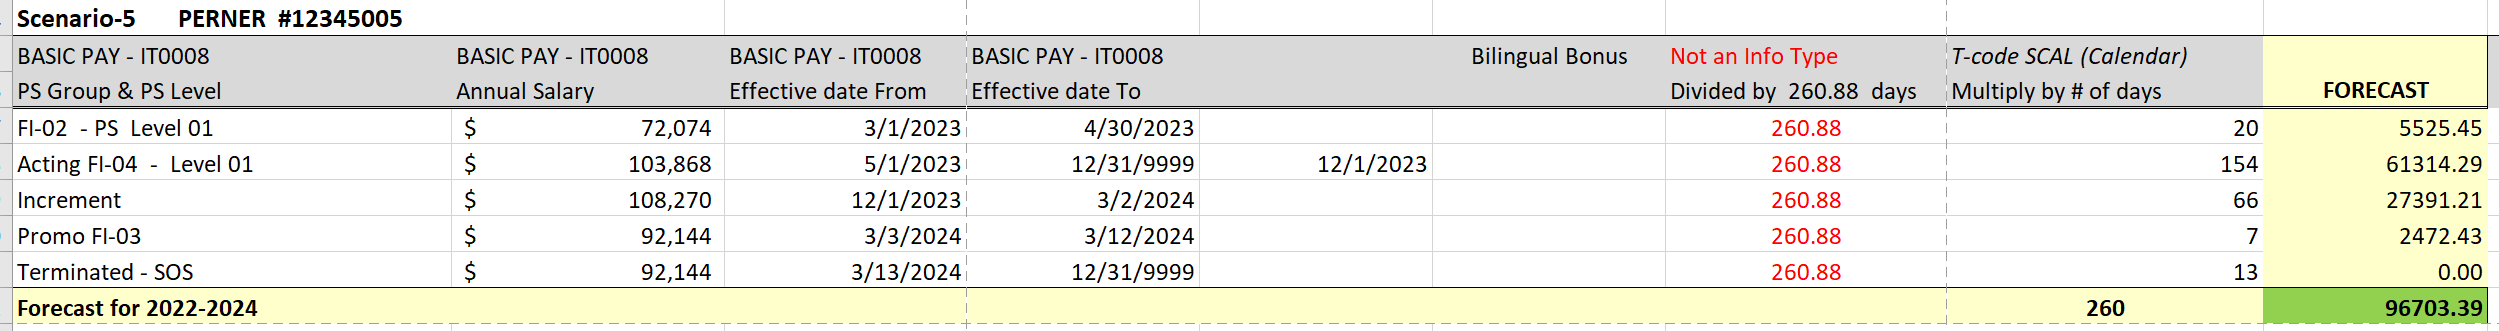 Scenario-5 PERNER #12345005
BASIC PAY - IT0008 BASIC PAY - IT0008 BASIC PAY - IT0008 BASIC PAY - IT0008 Bilingual Bonus Not an Info Type T-code SCAL (Calendar)
PS Group & PS Level Annual Salary Effective date From Effective date To Divided by 260.88 days Multiply by # of days FORECAST
FI-02 - PS Level 01 $ 72,074 3/1/2023 4/30/2023 260.88 20 5525.45
Acting FI-04 - Level 01 $ 103,868 5/1/2023 12/31/9999 12/1/2023 260.88 154 61314.29
Increment $ 108,270 12/1/2023 3/2/2024 260.88 66 27391.21
Promo FI-03 $ 92,144 3/3/2024 3/12/2024 260.88 7 2472.43
Terminated - SOS $ 92,144 3/13/2024 12/31/9999 260.88 13 0.00
Forecast for 2022-2024 260 96703.39